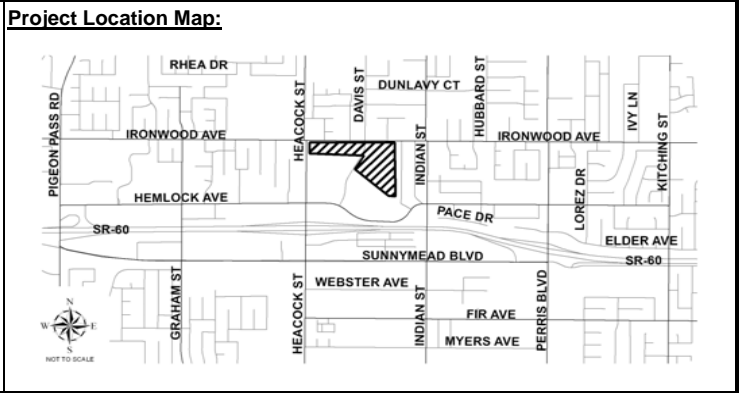 Project Location Map:
RHEA DR
DAVIS ST
DUNLAVY CT
HUBBARD ST
IVY LN
PIGEON PASS RD
HEACOCK ST
IRONWOOD AVE
INDIAN ST
IRONWOOD AVE
KITCHING ST
HEMLOCK AVE
PACE DR
LOREZ DR
SR-60
ELDER AVE
SUNNYMEAD BLVD
SR-60
GRAHAM ST
HEACOCK ST
WEBSTER AVE
INDIAN ST
PERRIS BLVD
FIR AVE
MYERS AVE
N
W E
S
NOT TO SCALE